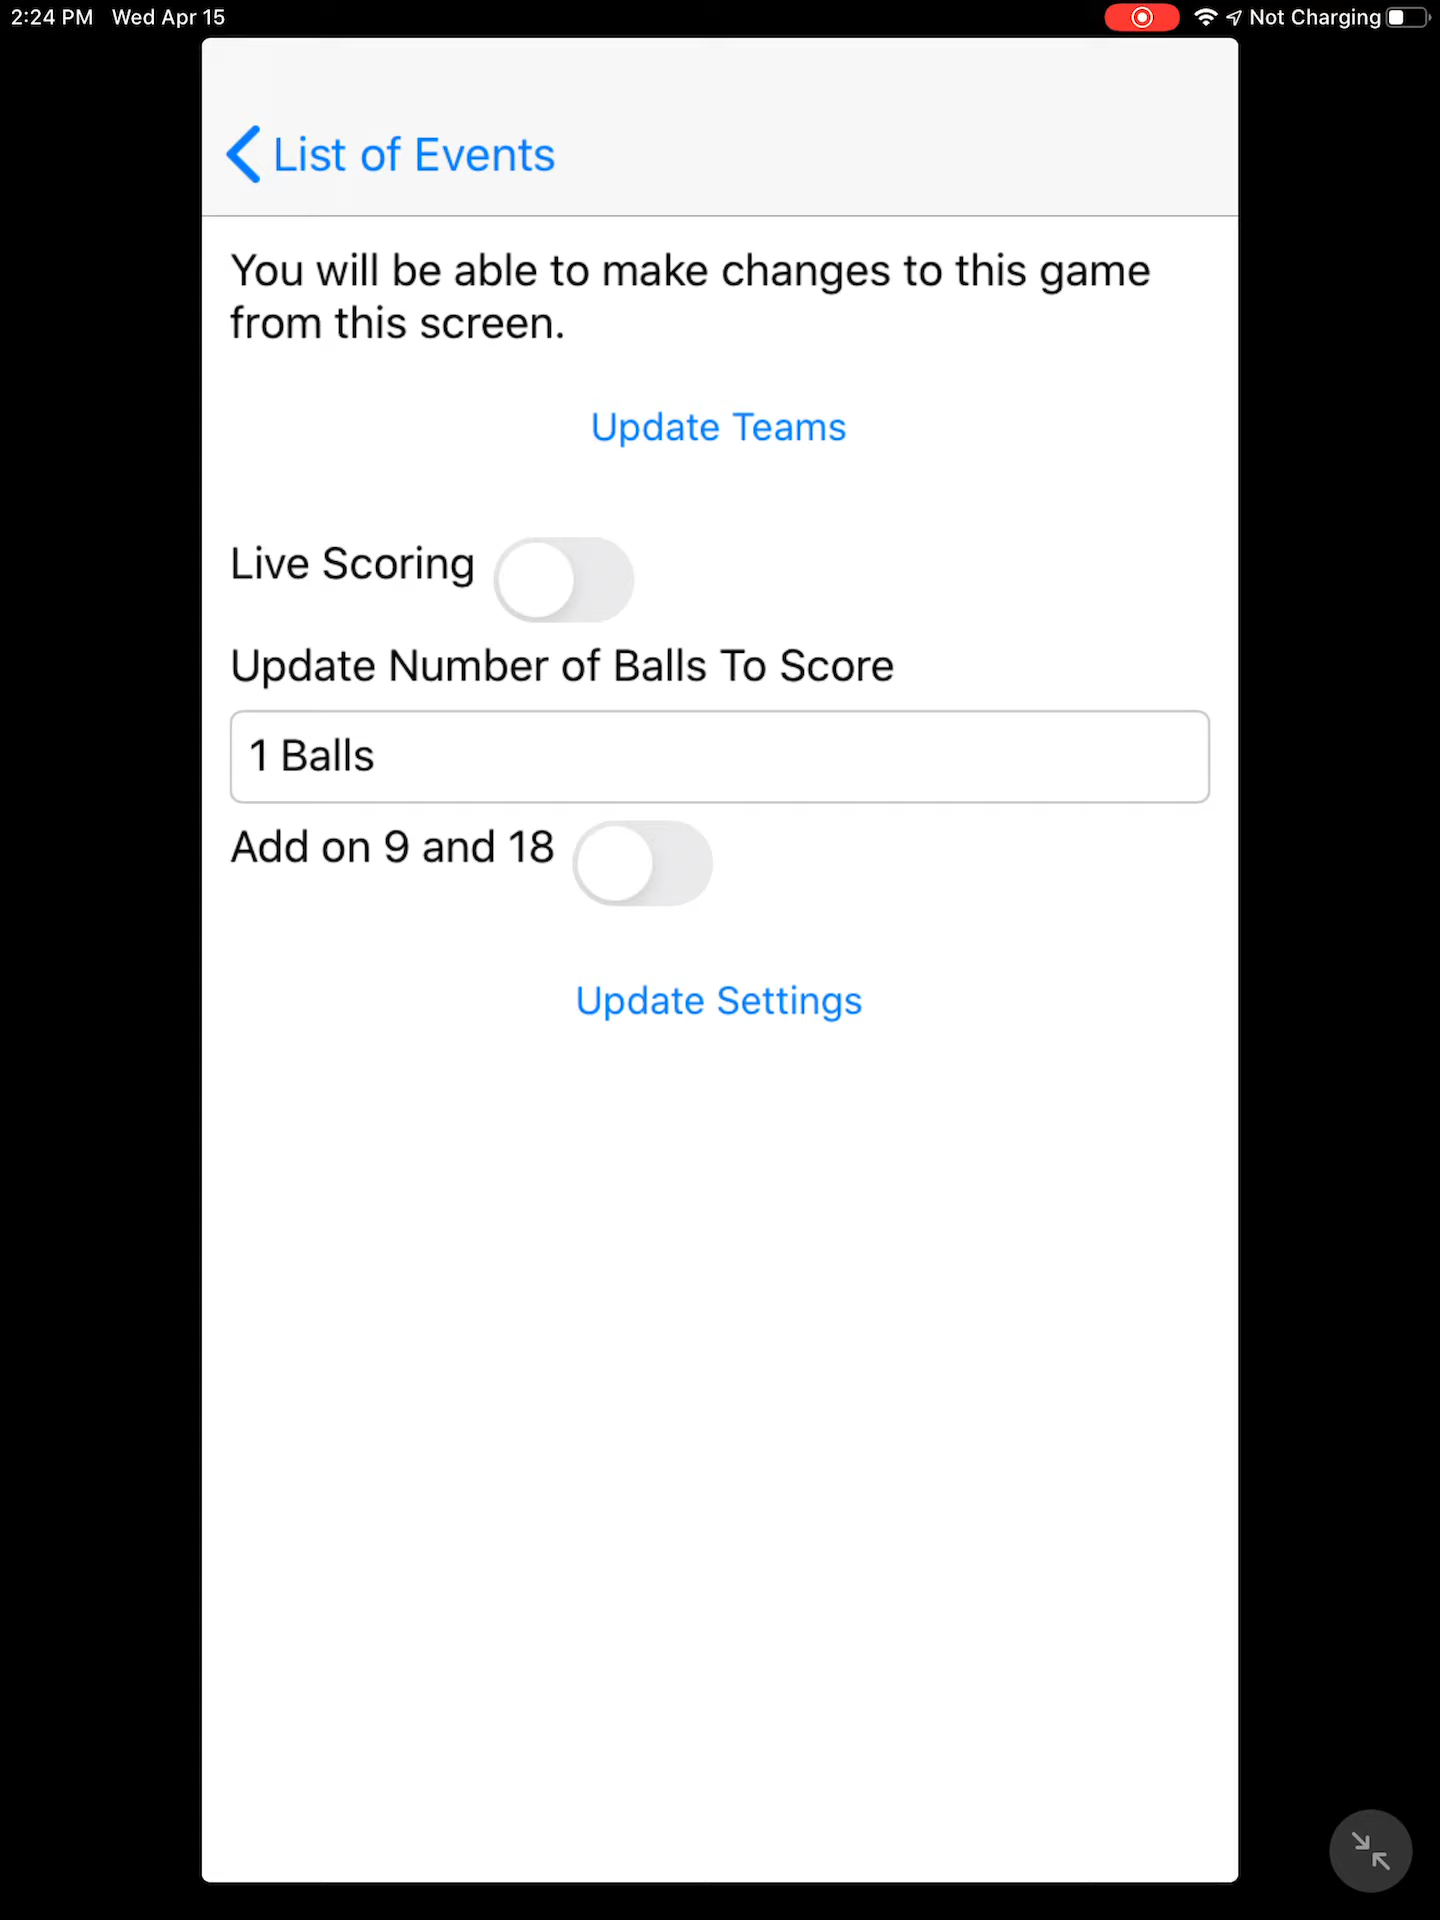 2:24 PM Wed Apr 15 Not Charging
List of Events
You will be able to make changes to this game
from this screen.
Update Teams
Live Scoring
Update Number of Balls To Score
1 Balls
Add on 9 and 18
Update Settings